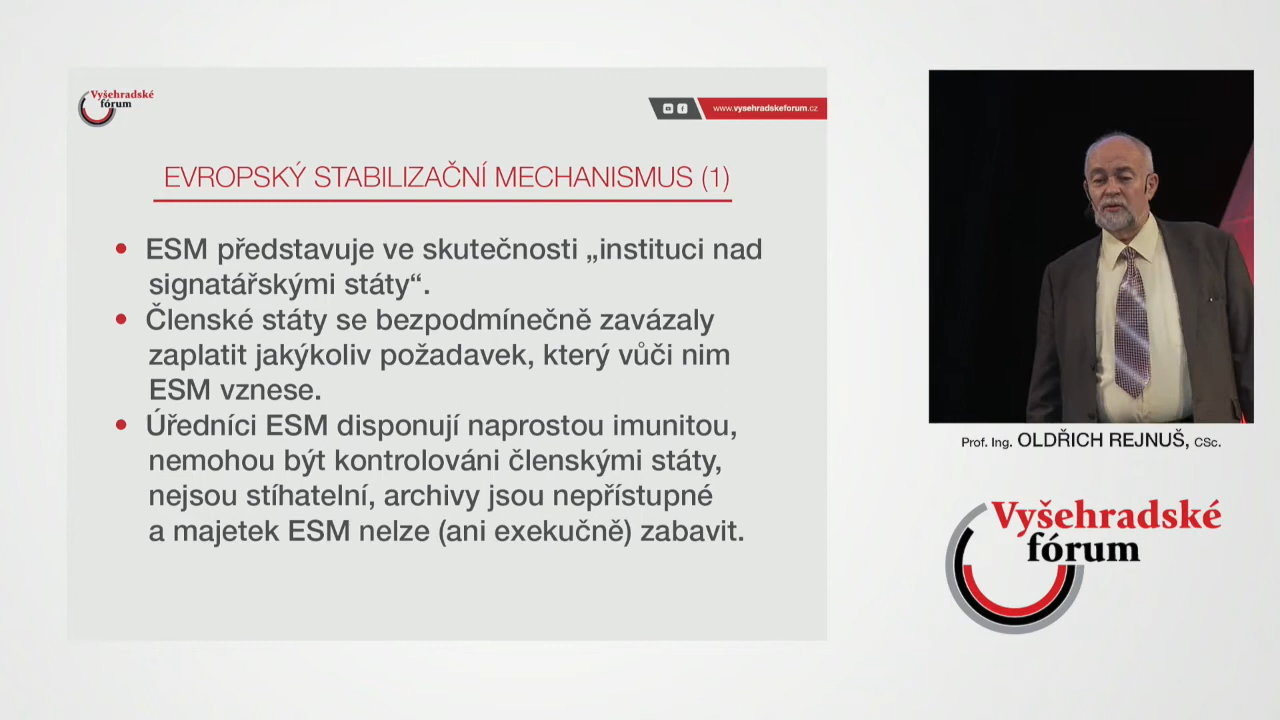 Vyšehradské
fórum
www.vysehradskeforum.cz
EVROPSKÝ STABILIZAČNÍ MECHANISMUS (1)
• ESM představuje ve skutečnosti „instituci nad
signatářskými státy“.
• Členské státy se bezpodmínečně zavázaly
zaplatit jakýkoliv požadavek, který vůči nim
ESM vznese.
• Úředníci ESM disponují naprostou imunitou,
nemohou být kontrolováni členskými státy,
nejsou stíhatelní, archivy jsou nepřístupné
a majetek ESM nelze (ani exekučně) zabavit.
Prof. Ing. OLDŘICH REJNUŠ, CSc.
Vyšehradské
fórum